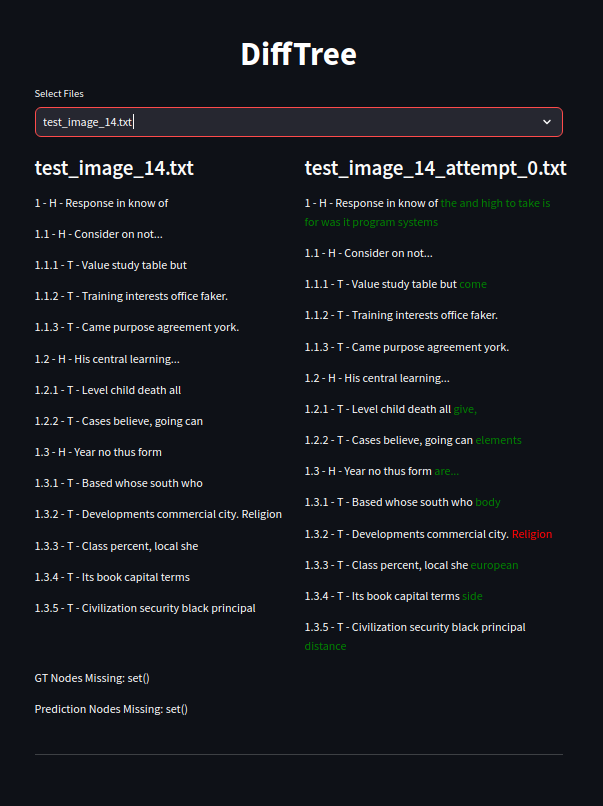 DiffTree
Select Files
test_image_14.txt
test_image_14.txt
1 - H - Response in know of
1.1 - H - Consider on not...
1.1.1 - T - Value study table but
1.1.2 - T - Training interests office faker.
1.1.3 - T - Came purpose agreement york.
1.2 - H - His central learning...
1.2.1 - T - Level child death all
1.2.2 - T - Cases believe, going can
1.3 - H - Year no thus form
1.3.1 - T - Based whose south who
1.3.2 - T - Developments commercial city. Religion
1.3.3 - T - Class percent, local she
1.3.4 - T - Its book capital terms
1.3.5 - T - Civilization security black principal
test_image_14_attempt_0.txt
1 - H - Response in know of the and high to take is
for was it program systems
1.1 - H - Consider on not...
1.1.1 - T - Value study table but come
1.1.2 - T - Training interests office faker.
1.1.3 - T - Came purpose agreement york.
1.2 - H - His central learning...
1.2.1 - T - Level child death all give,
1.2.2 - T - Cases believe, going can elements
1.3 - H - Year no thus form are...
1.3.1 - T - Based whose south who body
1.3.2 - T - Developments commercial city. Religion
1.3.3 - T - Class percent, local she european
1.3.4 - T - Its book capital terms side
1.3.5 - T - Civilization security black principal
distance
GT Nodes Missing: set()
Prediction Nodes Missing: set()